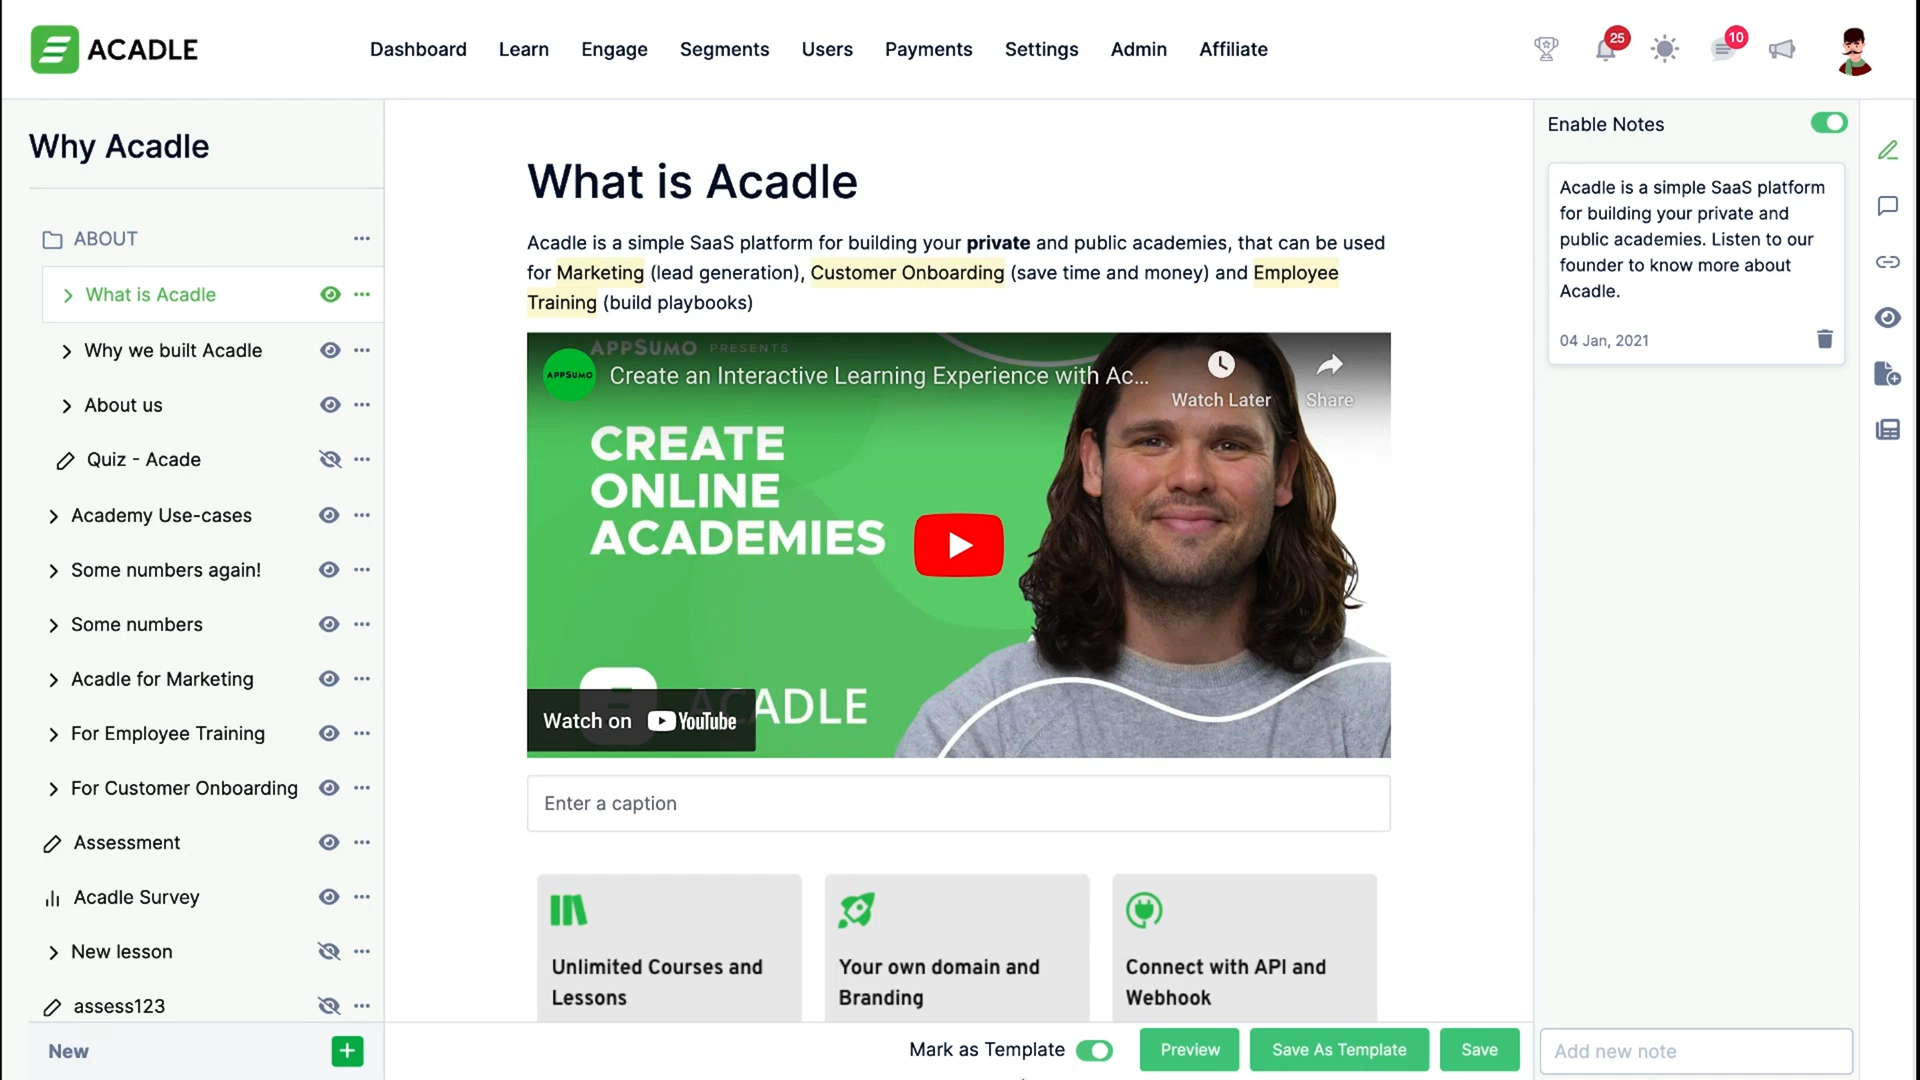 ACADLE
Dashboard
Learn
Engage
Segments
Users
Payments
Settings
Admin
Affiliate
25
10
Why Acadle
ABOUT
What is Acadle
Why we built Acadle
About us
Quiz - Acade
Academy Use-cases
Some numbers again!
Some numbers
Acadle for Marketing
For Employee Training
For Customer Onboarding
Assessment
Acadle Survey
New lesson
assess123
New
What is Acadle
Acadle is a simple SaaS platform for building your private and public academies, that can be used
for Marketing (lead generation), Customer Onboarding (save time and money) and Employee
Training (build playbooks)
APPSUMO PRESENTS
APPSUMO
Create an Interactive Learning Experience with Ac...
Watch Later
Share
CREATE
ONLINE
ACADEMIES
ACADLE
Watch on YouTube
Enter a caption
Unlimited Courses and
Lessons
Your own domain and
Branding
Connect with API and
Webhook
Mark as Template
Preview
Save As Template
Save
Enable Notes
Acadle is a simple SaaS platform
for building your private and
public academies. Listen to our
founder to know more about
Acadle.
04 Jan, 2021
Add new note